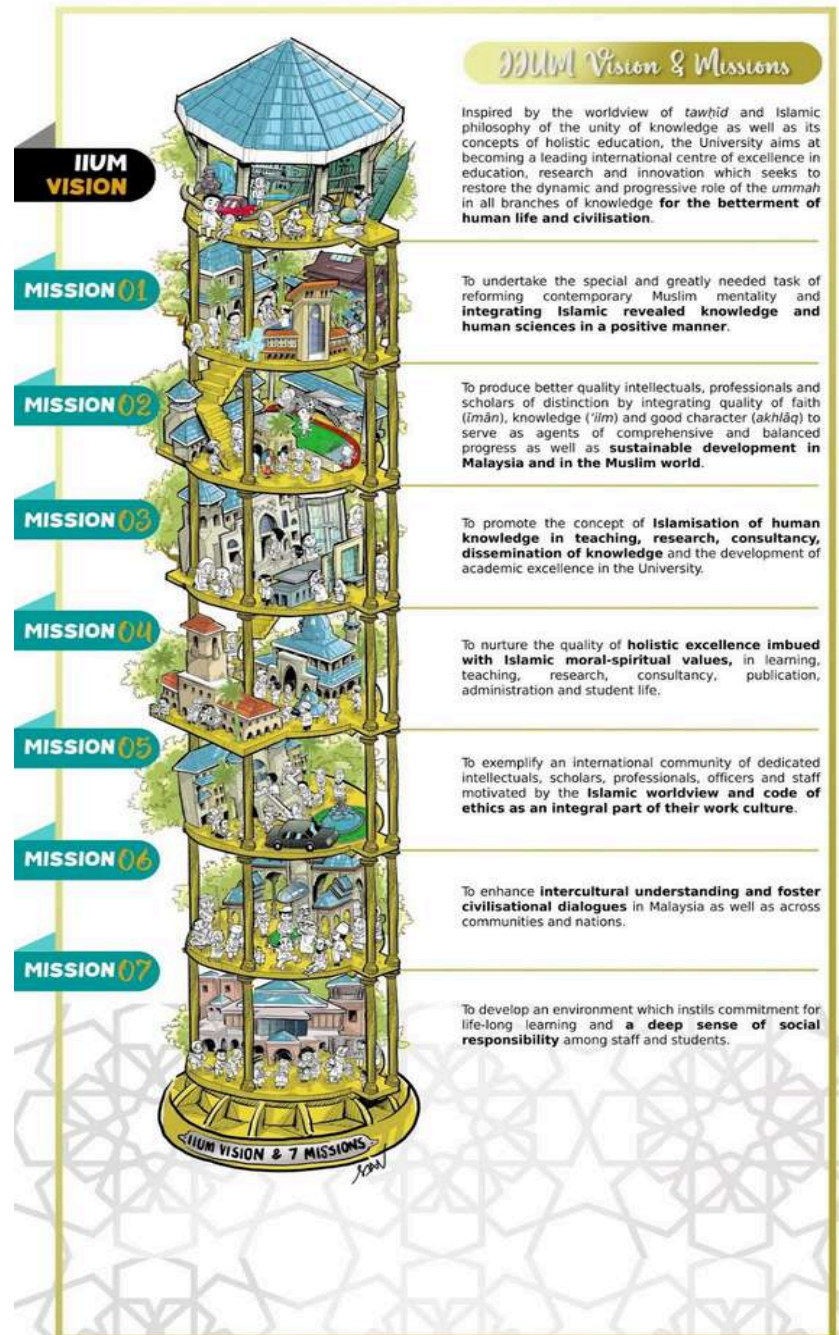 IIUM Vision & Missions
IIUM
VISION
Inspired by the worldview of tawḥīd and Islamic
philosophy of the unity of knowledge as well as its
concepts of holistic education, the University aims at
becoming a leading international centre of excellence in
education, research and innovation which seeks to
restore the dynamic and progressive role of the ummah
in all branches of knowledge for the betterment of
human life and civilisation.
MISSION 01
To undertake the special and greatly needed task of
reforming contemporary Muslim mentality and
integrating Islamic revealed knowledge and
human sciences in a positive manner.
MISSION 02
To produce better quality intellectuals, professionals and
scholars of distinction by integrating quality of faith
(īmān), knowledge (‘ilm) and good character (akhlāq) to
serve as agents of comprehensive and balanced
progress as well as sustainable development in
Malaysia and in the Muslim world.
MISSION 03
To promote the concept of Islamisation of human
knowledge in teaching, research, consultancy,
dissemination of knowledge and the development of
academic excellence in the University.
MISSION 04
To nurture the quality of holistic excellence imbued
with Islamic moral-spiritual values, in learning,
teaching, research, consultancy, publication,
administration and student life.
MISSION 05
To exemplify an international community of dedicated
intellectuals, scholars, professionals, officers and staff
motivated by the Islamic worldview and code of
ethics as an integral part of their work culture.
MISSION 06
To enhance intercultural understanding and foster
civilisational dialogues in Malaysia as well as across
communities and nations.
MISSION 07
To develop an environment which instils commitment for
life-long learning and a deep sense of social
responsibility among staff and students.
IIUM VISION & 7 MISSIONS